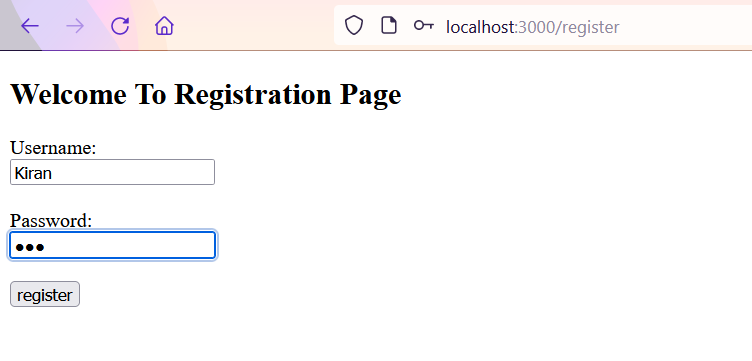 localhost:3000/register
Welcome To Registration Page
Username:
Kiran
Password:
●●●
register